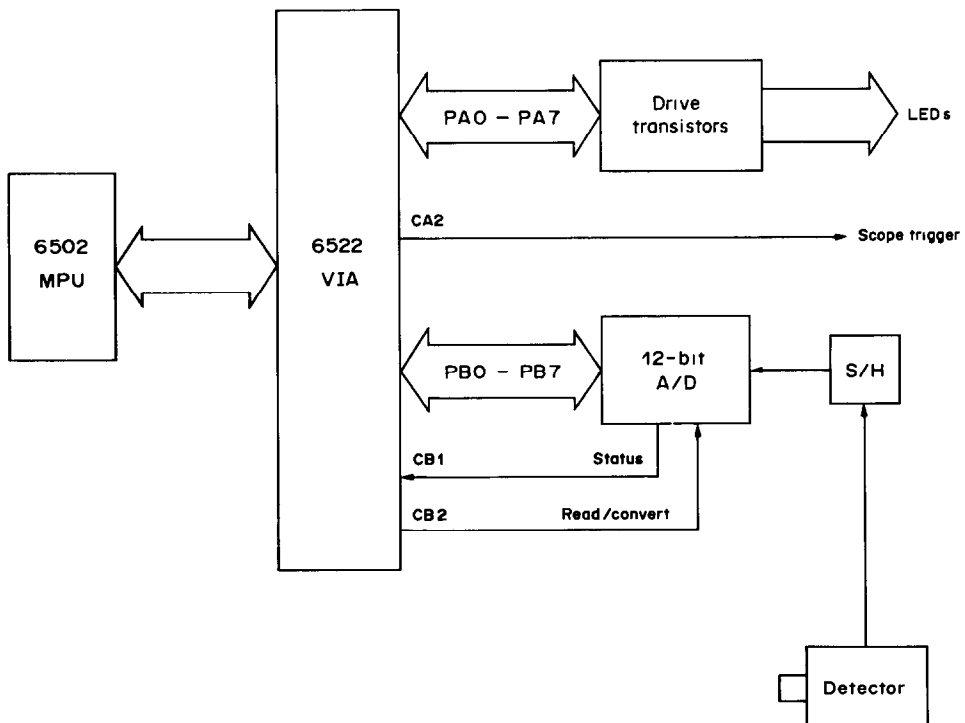 6502
MPU
6522
VIA
PA0 - PA7
Drive
transistors
LEDs
CA2
Scope trigger
PB0 - PB7
12-bit
A/D
S/H
CB1
Status
CB2
Read/convert
Detector